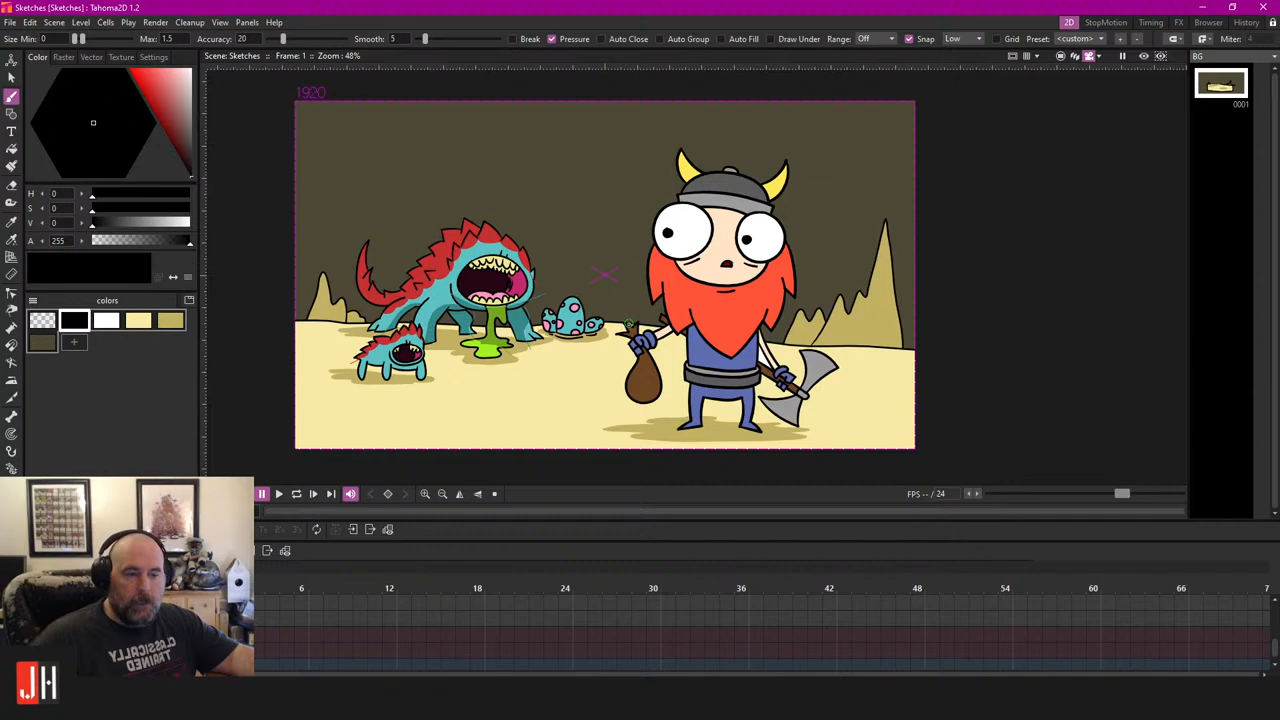 Sketches [Sketches] : Tahoma2D 1.2
File Edit Scene Level Cells Play Render Cleanup View Panels Help
2D StopMotion Timing FX Browser History
Size Min: 0 Max: 1.5 Accuracy: 20 Smooth: 5 Break Pressure Auto Close Auto Group Auto Fill Draw Under Range: Off Snap Low Grid Preset: <custom> + - Miter: 4
Color Raster Vector Texture Settings
Scene: Sketches :: Frame: 1 :: Zoom: 48%
BG
1920
0001
H 0
S 0
V 0
A 255
colors
+
FPS -- / 24
6 12 18 24 30 36 42 48 54 60 66 7
CLASSICALLY
TRAINED
JH